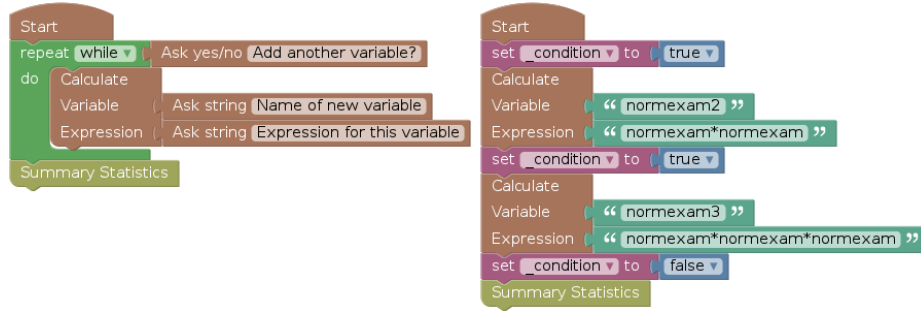 Start
repeat while ▾ Ask yes/no Add another variable?
do Calculate
Variable Ask string Name of new variable
Expression Ask string Expression for this variable
Summary Statistics
Start
set _condition ▾ to true ▾
Calculate
Variable “ normexam2 ”
Expression “ normexam*normexam ”
set _condition ▾ to true ▾
Calculate
Variable “ normexam3 ”
Expression “ normexam*normexam*normexam ”
set _condition ▾ to false ▾
Summary Statistics